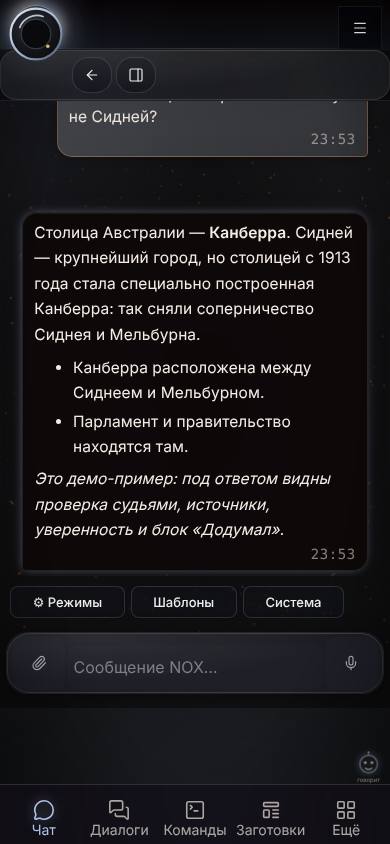 не Сидней?
23:53
Столица Австралии — Канберра. Сидней
— крупнейший город, но столицей с 1913
года стала специально построенная
Канберра: так сняли соперничество
Сиднея и Мельбурна.
• Канберра расположена между
Сиднеем и Мельбурном.
• Парламент и правительство
находятся там.
Это демо-пример: под ответом видны
проверка судьями, источники,
уверенность и блок «Додумал».
23:53
⚙ Режимы Шаблоны Система
Сообщение NOX...
говорит
Чат Диалоги Команды Заготовки Ещё